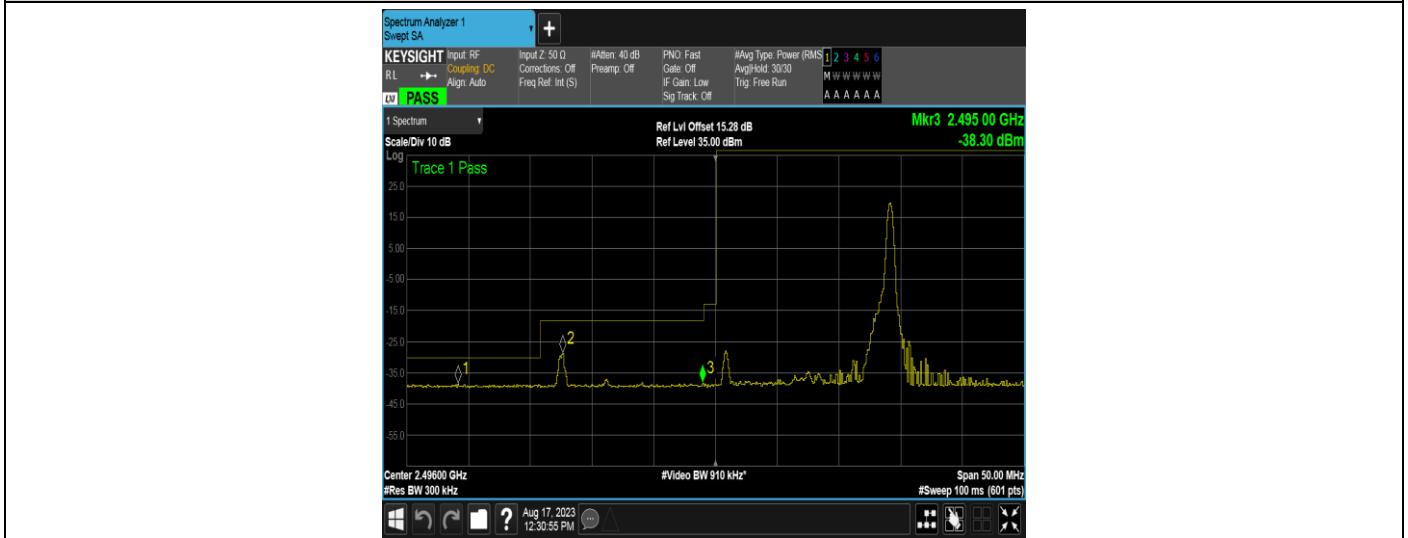 Spectrum Analyzer 1
Swept SA
+
KEYSIGHT
RL
PASS
Input: RF
Coupling: DC
Align: Auto
Input Z: 50 Ω
Corrections: Off
Freq Ref: Int (S)
#Atten: 40 dB
Preamp: Off
PNO: Fast
Gate: Off
IF Gain: Low
Sig Track: Off
#Avg Type: Power (RMS
Avg|Hold: 30/30
Trig: Free Run
1 2 3 4 5 6
M W W W W W
A A A A A A
1 Spectrum
Scale/Div 10 dB
Ref Lvl Offset 15.28 dB
Ref Level 35.00 dBm
Mkr3 2.495 00 GHz
-38.30 dBm
Log
Trace 1 Pass
25.0
15.0
5.00
-5.00
-15.0
-25.0
-35.0
-45.0
-55.0
1
2
3
Center 2.49600 GHz
#Res BW 300 kHz
#Video BW 910 kHz*
Span 50.00 MHz
#Sweep 100 ms (601 pts)
?
Aug 17, 2023
12:30:55 PM